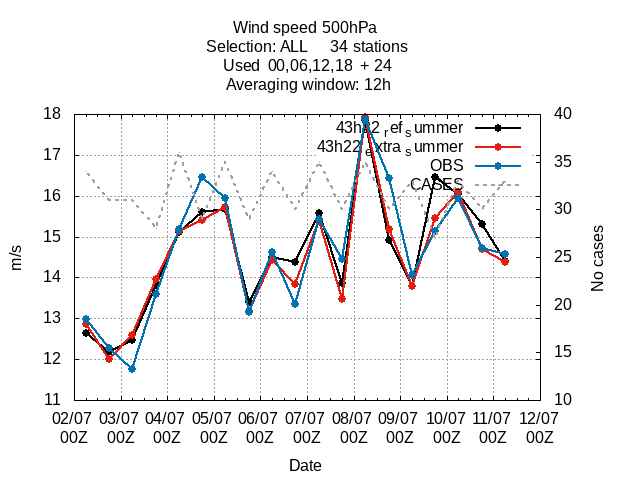 Wind speed 500hPa
Selection: ALL 34 stations
Used 00,06,12,18 + 24
Averaging window: 12h
18
17
16
15
14
13
12
11
40
35
30
25
20
15
10
43h22refsummer
43h22extrasummer
OBS
CASES
m/s
No cases
02/07 03/07 04/07 05/07 06/07 07/07 08/07 09/07 10/07 11/07 12/07
00Z 00Z 00Z 00Z 00Z 00Z 00Z 00Z 00Z 00Z 00Z
Date